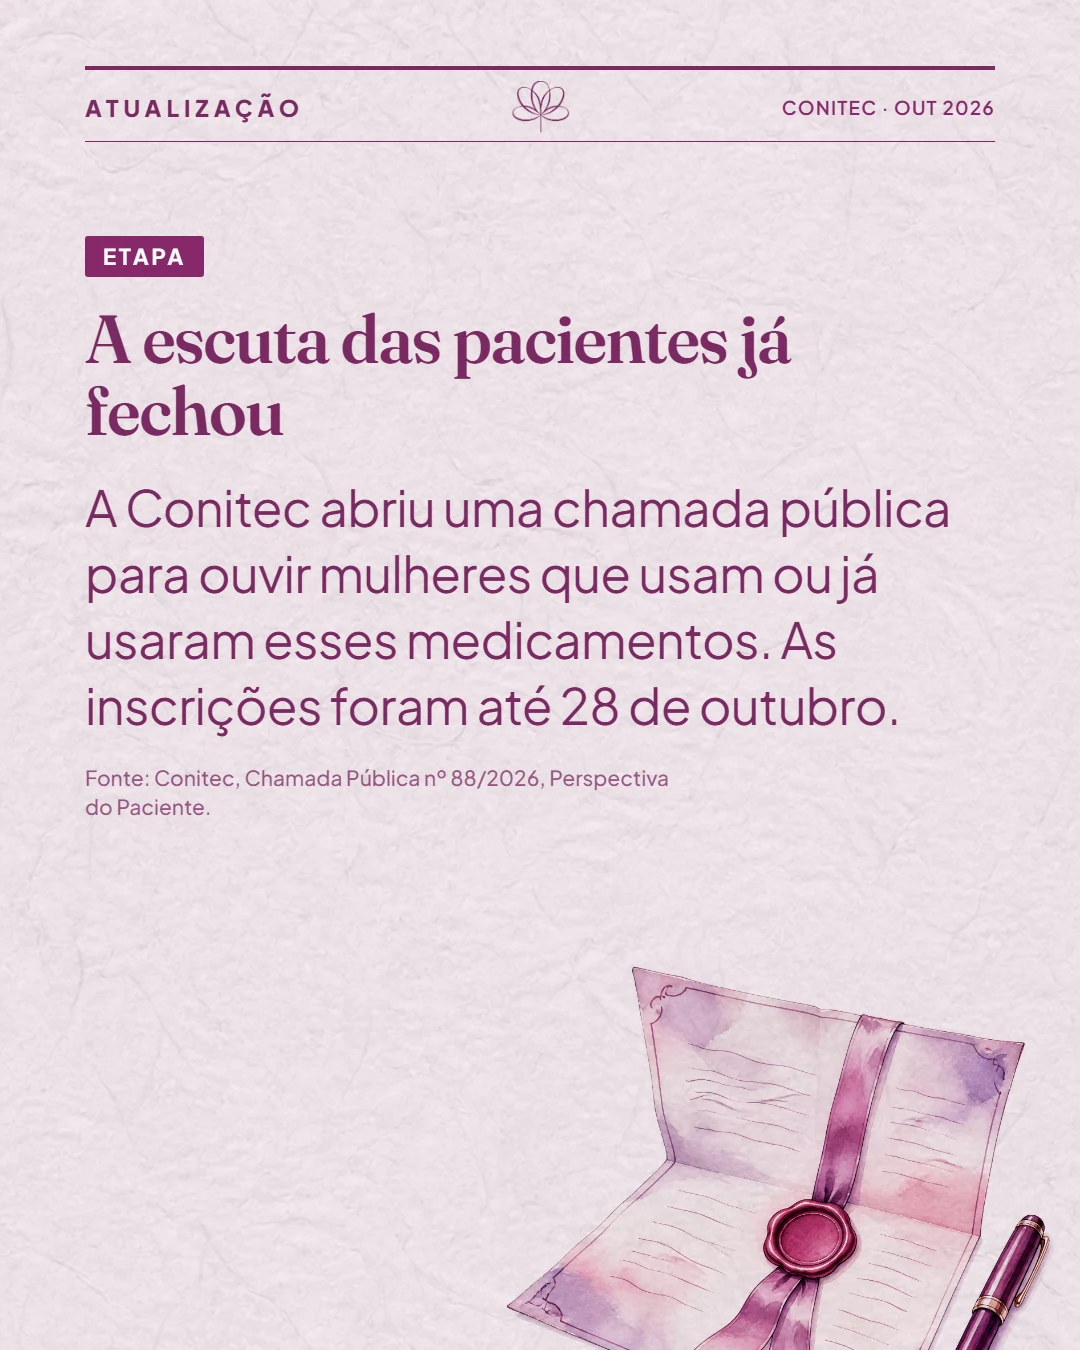 ATUALIZAÇÃO
CONITEC · OUT 2026
ETAPA
A escuta das pacientes já
fechou
A Conitec abriu uma chamada pública
para ouvir mulheres que usam ou já
usaram esses medicamentos. As
inscrições foram até 28 de outubro.
Fonte: Conitec, Chamada Pública nº 88/2026, Perspectiva
do Paciente.